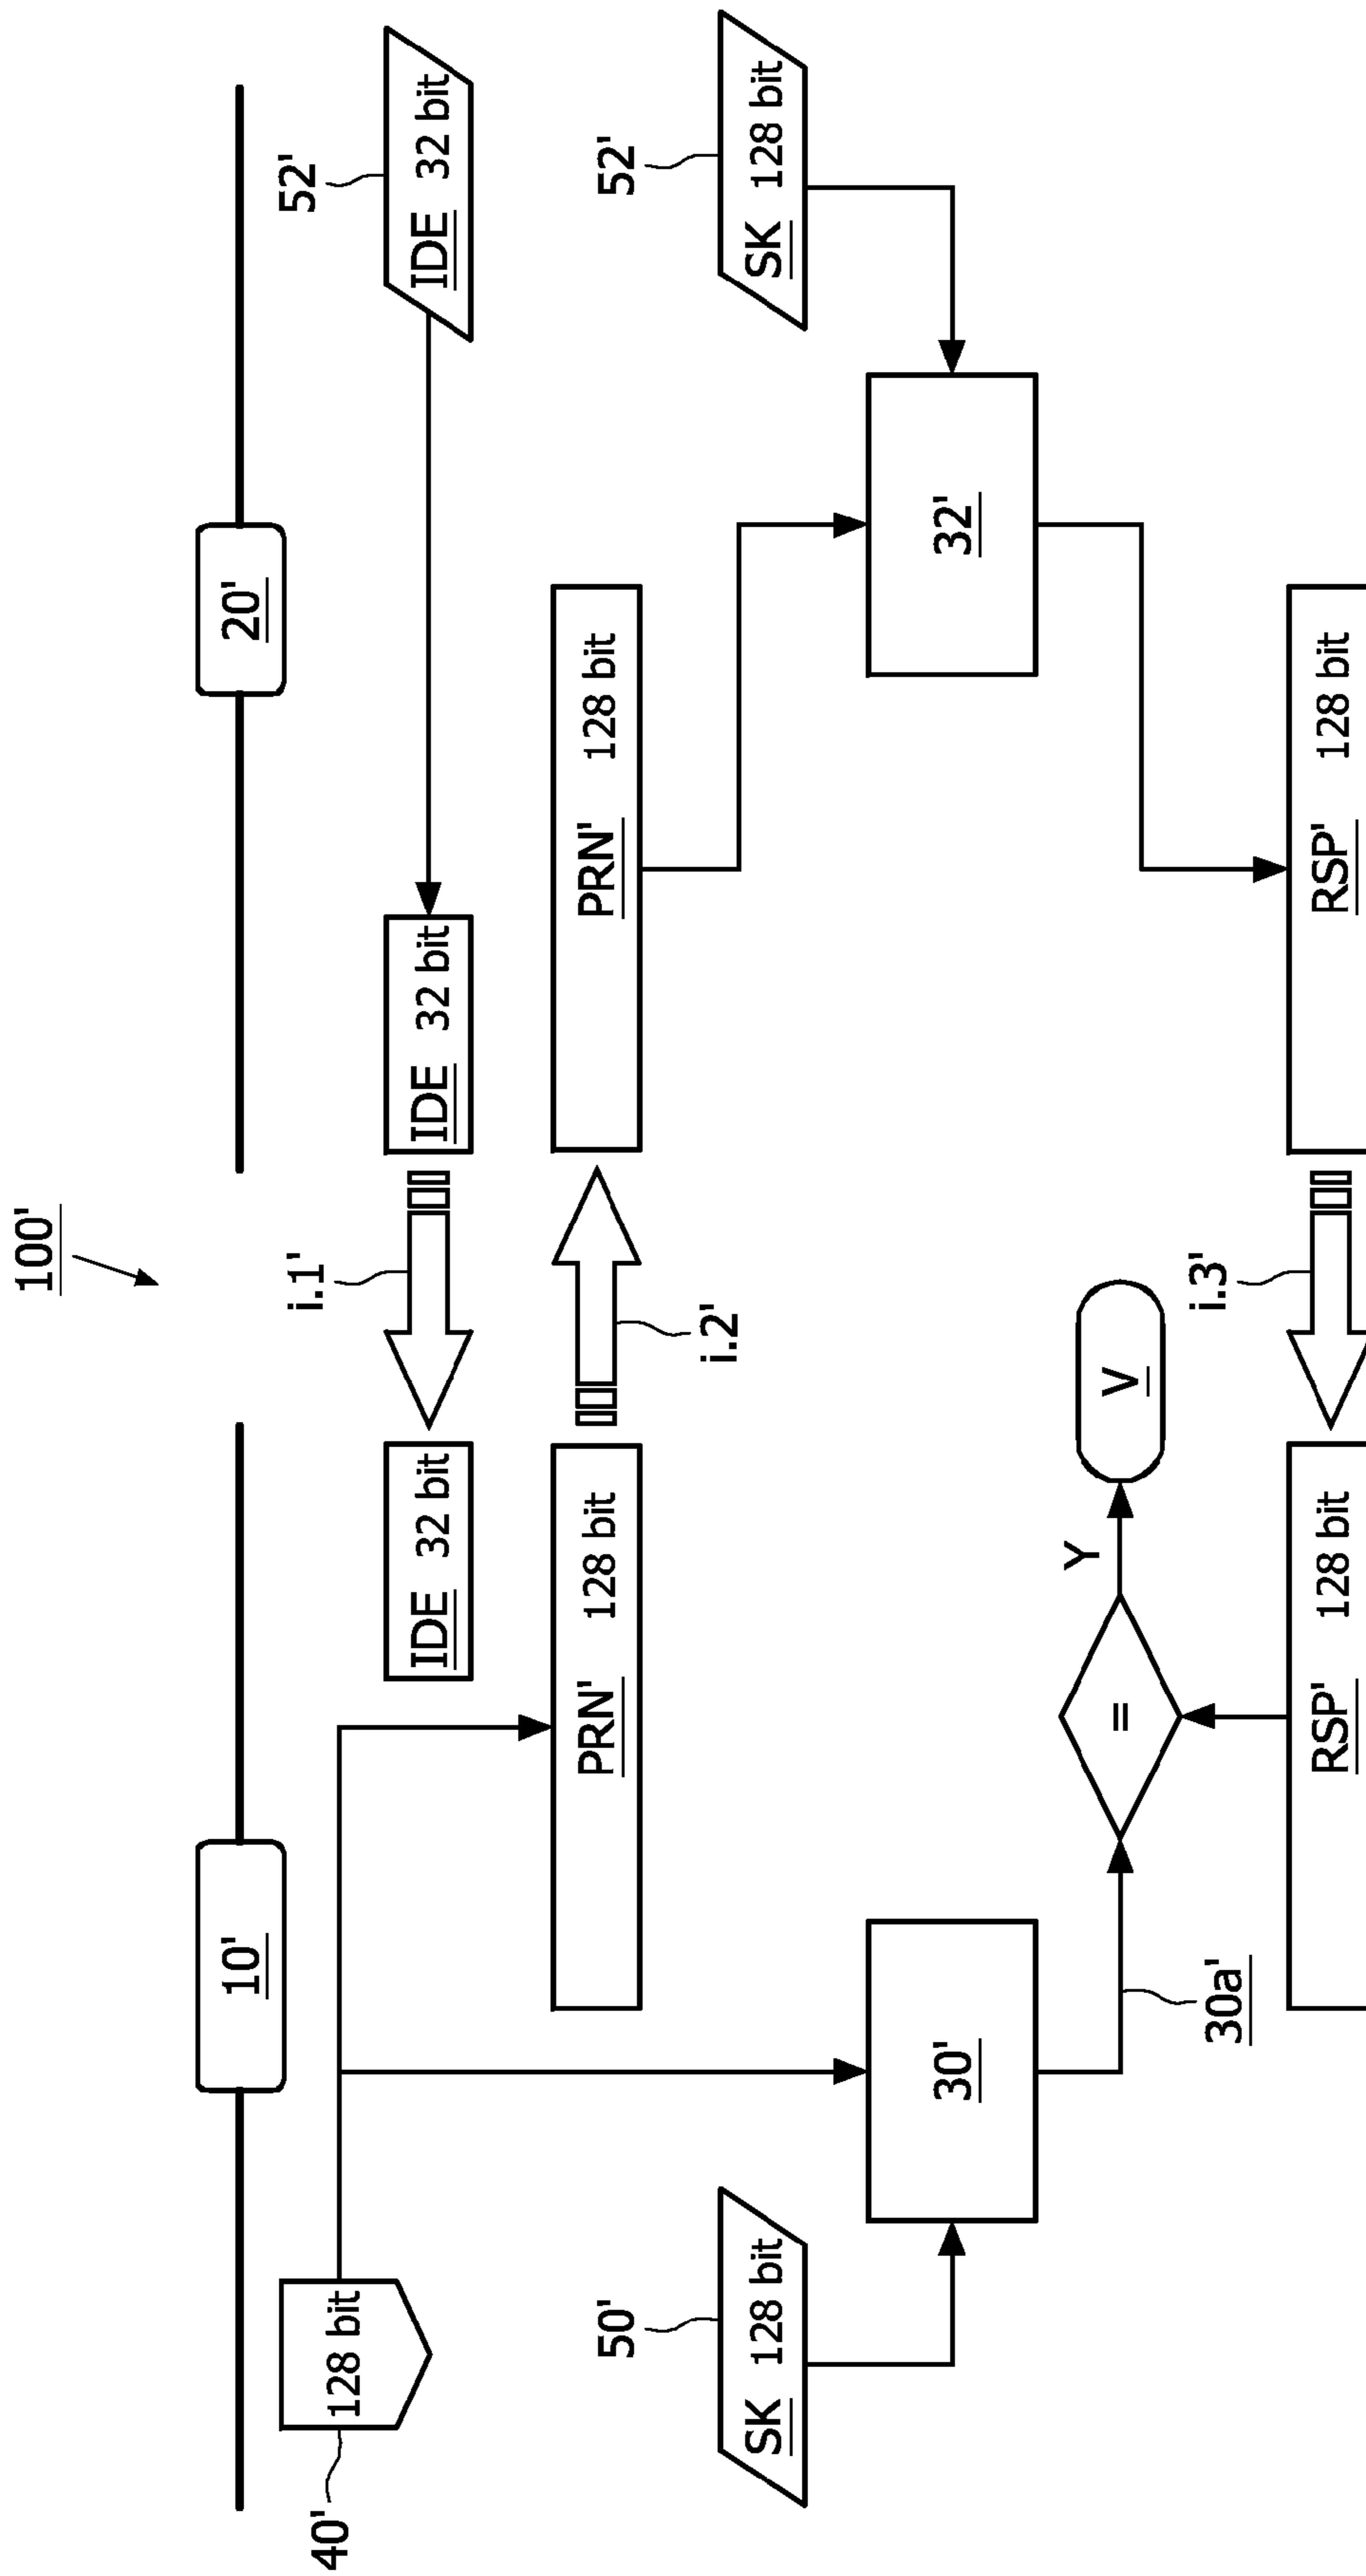 100'
10'
20'
40'
128 bit
i.1'
52'
IDE 32 bit
IDE 32 bit
IDE 32 bit
PRN' 128 bit
PRN' 128 bit
i.2'
50'
SK 128 bit
52'
SK 128 bit
30'
32'
Y
=
V
30a'
i.3'
RSP' 128 bit
RSP' 128 bit